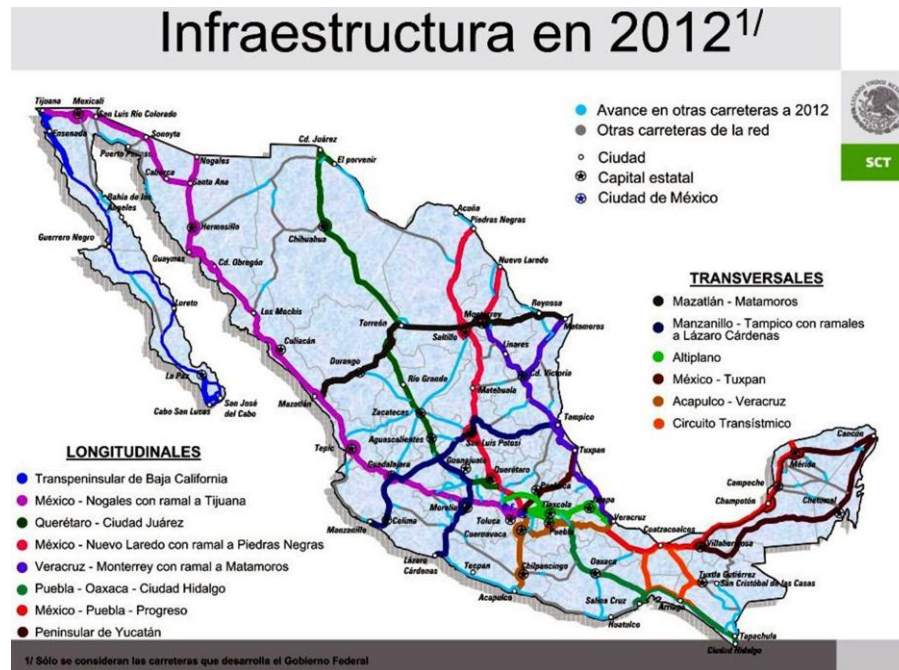 Infraestructura en 2012 1/
SCT
Avance en otras carreteras a 2012
Otras carreteras de la red
Ciudad
Capital estatal
Ciudad de México
TRANSVERSALES
Mazatlán - Matamoros
Manzanillo - Tampico con ramales
a Lázaro Cárdenas
Altiplano
México - Tuxpan
Acapulco - Veracruz
Circuito Transístmico
LONGITUDINALES
Transpeninsular de Baja California
México - Nogales con ramal a Tijuana
Querétaro - Ciudad Juárez
México - Nuevo Laredo con ramal a Piedras Negras
Veracruz - Monterrey con ramal a Matamoros
Puebla - Oaxaca - Ciudad Hidalgo
México - Puebla - Progreso
Peninsular de Yucatán
Tijuana
Mexicali
San Luis Río Colorado
Ensenada
Sonoyta
Puerto Peñasco
Nogales
Caborca
Santa Ana
Cd. Juárez
El porvenir
Bahía de los
Ángeles
Hermosillo
Chihuahua
Acuña
Piedras Negras
Guerrero Negro
Guaymas
Cd. Obregón
Nuevo Laredo
Loreto
Los Mochis
Torreón
Monterrey
Reynosa
Matamoros
Saltillo
Linares
Culiacán
Durango
La Paz
Cd. Victoria
Río Grande
Matehuala
San José
del Cabo
Cabo San Lucas
Mazatlán
Zacatecas
Tampico
Aguascalientes
San Luis Potosí
Tepic
Tuxpan
Guanajuato
Guadalajara
Querétaro
Pachuca
Cancún
Mérida
Campeche
Champotón
Chetumal
Morelia
Tlaxcala
Jalapa
Manzanillo
Colima
Toluca
Puebla
Veracruz
Coatzacoalcos
Cuernavaca
Villahermosa
Lázaro
Cárdenas
Tecpan
Chilpancingo
Oaxaca
Tuxtla Gutiérrez
San Cristóbal de las Casas
Acapulco
Salina Cruz
Arriaga
Huatulco
Tapachula
Ciudad Hidalgo
1/ Sólo se consideran las carreteras que desarrolla el Gobierno Federal